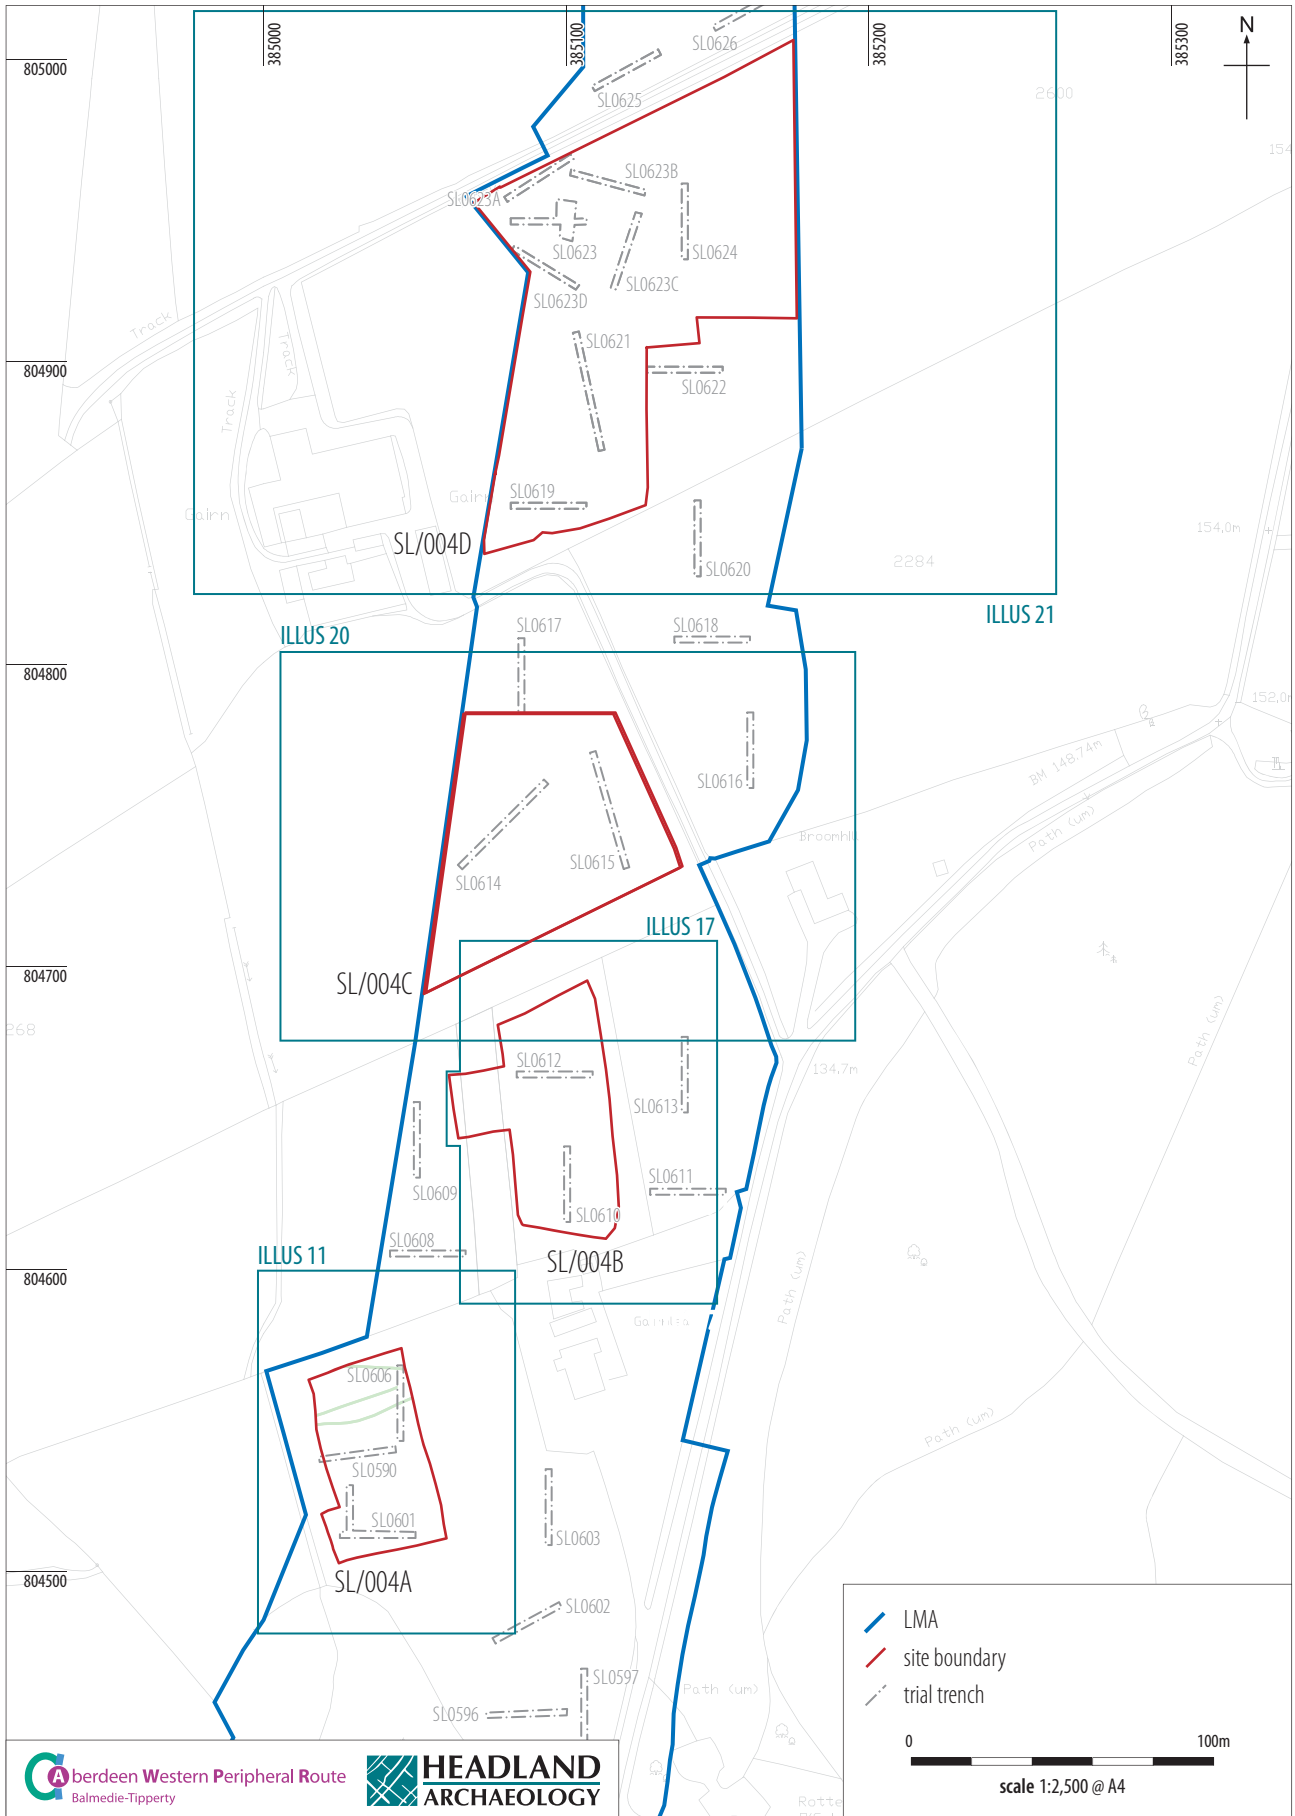 385000
385100
385200
385300
N
805000
SL0626
SL0625
2600
154
SL0623B
SL0623A
SL0623
SL0624
SL0623C
SL0623D
Track
Track
SL0621
804900
SL0622
Track
SL0619
Gairn
Gairn
154,0m
SL/004D
2284
SL0620
ILLUS 21
SL0617
SL0618
ILLUS 20
804800
152,0m
SL0616
BM 148.74m
Path (um)
Broomhill
SL0615
SL0614
ILLUS 17
804700
SL/004C
268
Path (um)
SL0612
134,7m
SL0613
SL0609
SL0611
SL0610
SL0608
ILLUS 11
SL/004B
804600
Path (um)
SL0606
Path (um)
SL0590
SL0601
SL0603
804500
SL/004A
SL0602
SL0597
Path (um)
SL0596
LMA
site boundary
trial trench
0 100m
scale 1:2,500 @ A4
Aberdeen Western Peripheral Route
Balmedie-Tipperty
HEADLAND
ARCHAEOLOGY